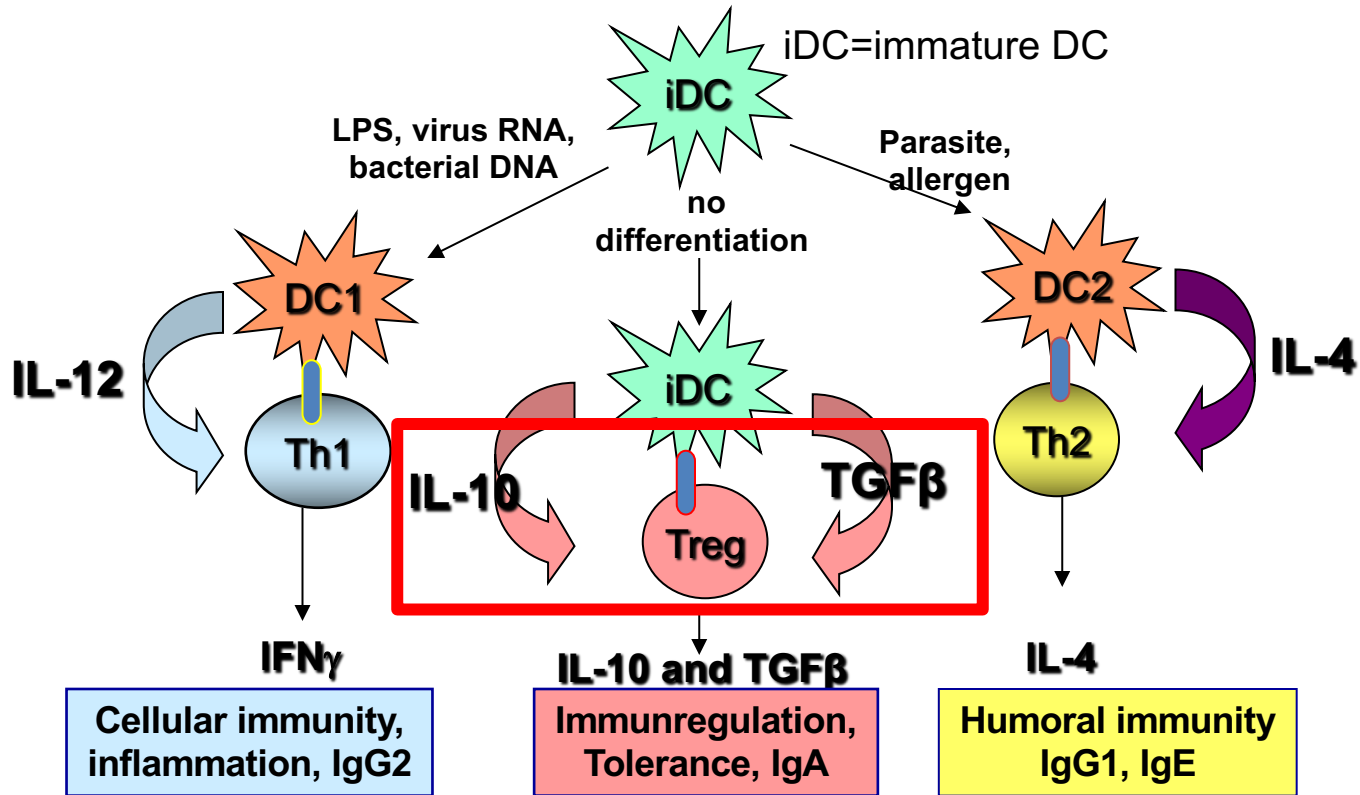 iDC=immature DC
iDC
LPS, virus RNA,
bacterial DNA
Parasite,
allergen
no
differentiation
DC1
DC2
IL-12
iDC
IL-4
Th1
IL-10
TGFβ
Th2
Treg
IFNγ
IL-10 and TGFβ
IL-4
Cellular immunity,
inflammation, IgG2
Immunregulation,
Tolerance, IgA
Humoral immunity
IgG1, IgE